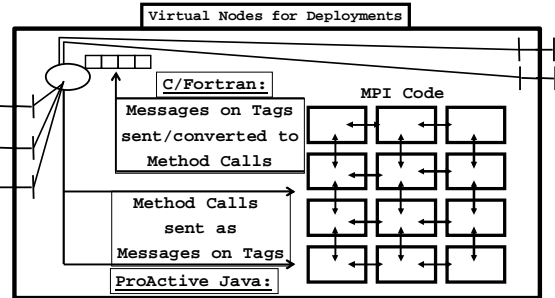 Virtual Nodes for Deployments
C/Fortran:
MPI Code
Messages on Tags
sent/converted to
Method Calls
Method Calls
sent as
Messages on Tags
ProActive Java: